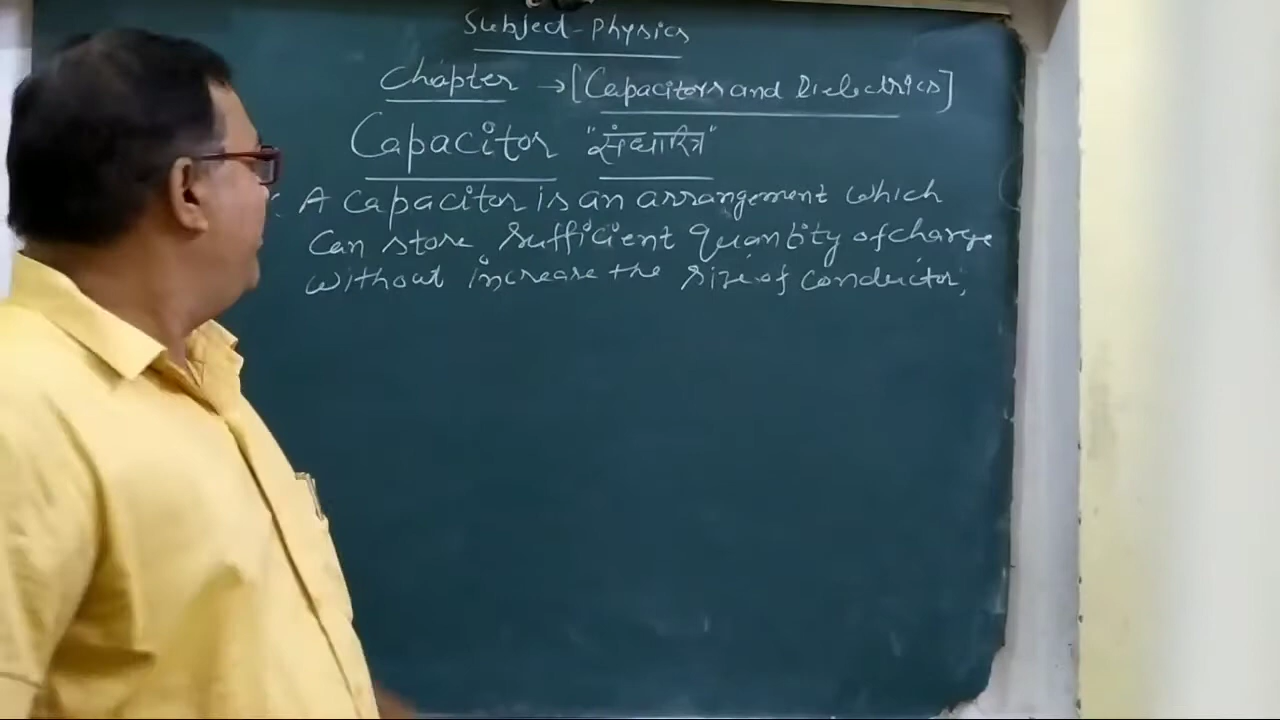 Subject-Physics
Chapter → [Capacitors and Dielectrics]
Capacitor "संधारित्र"
: A Capacitor is an arrangement which
Can store sufficient quantity of charge
without increase the size of conductor,